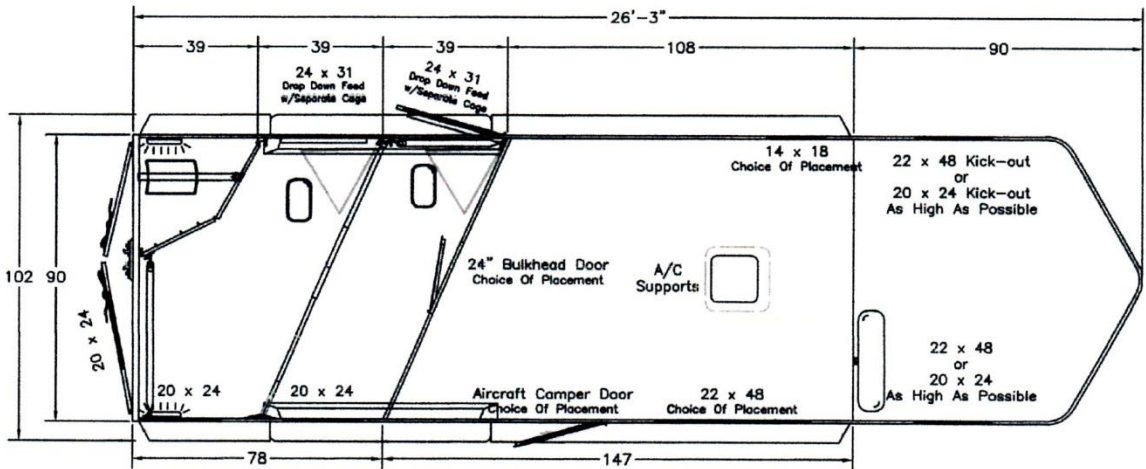 26'-3"
39
39
39
108
90
24 x 31
Drop Down Feed
w/Separate Cage
24 x 31
Drop Down Feed
w/Separate Cage
14 x 18
Choice Of Placement
22 x 48 Kick-out
or
20 x 24 Kick-out
As High As Possible
102
90
24" Bulkhead Door
Choice Of Placement
A/C
Supports
20 x 24
20 x 24
20 x 24
Aircraft Camper Door
Choice Of Placement
22 x 48
Choice Of Placement
22 x 48
or
20 x 24
As High As Possible
78
147